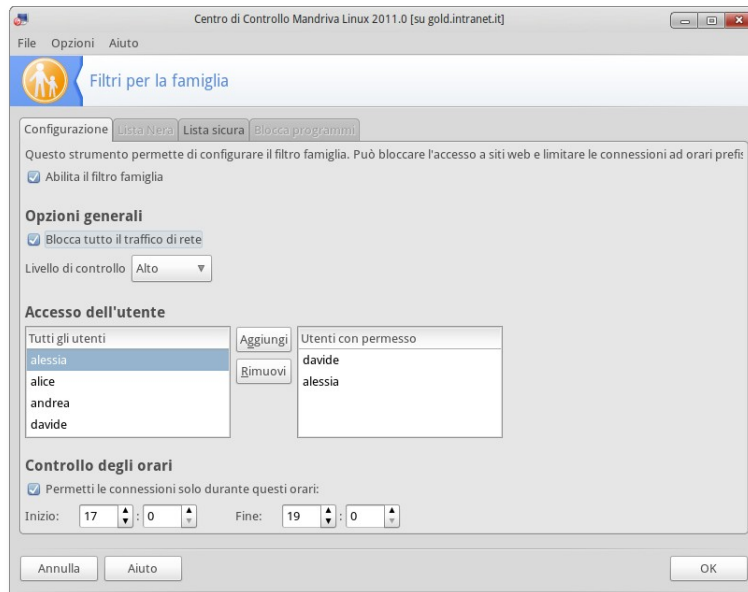 Centro di Controllo Mandriva Linux 2011.0 [su gold.intranet.it]
File Opzioni Aiuto
Filtri per la famiglia
Configurazione Lista Nera Lista sicura Blocca programmi
Questo strumento permette di configurare il filtro famiglia. Può bloccare l'accesso a siti web e limitare le connessioni ad orari prefis
Abilita il filtro famiglia
Opzioni generali
Blocca tutto il traffico di rete
Livello di controllo Alto
Accesso dell'utente
Tutti gli utenti Aggiungi Utenti con permesso
alessia davide
alice Rimuovi alessia
andrea
davide
Controllo degli orari
Permetti le connessioni solo durante questi orari:
Inizio: 17 : 0 Fine: 19 : 0
Annulla Aiuto OK